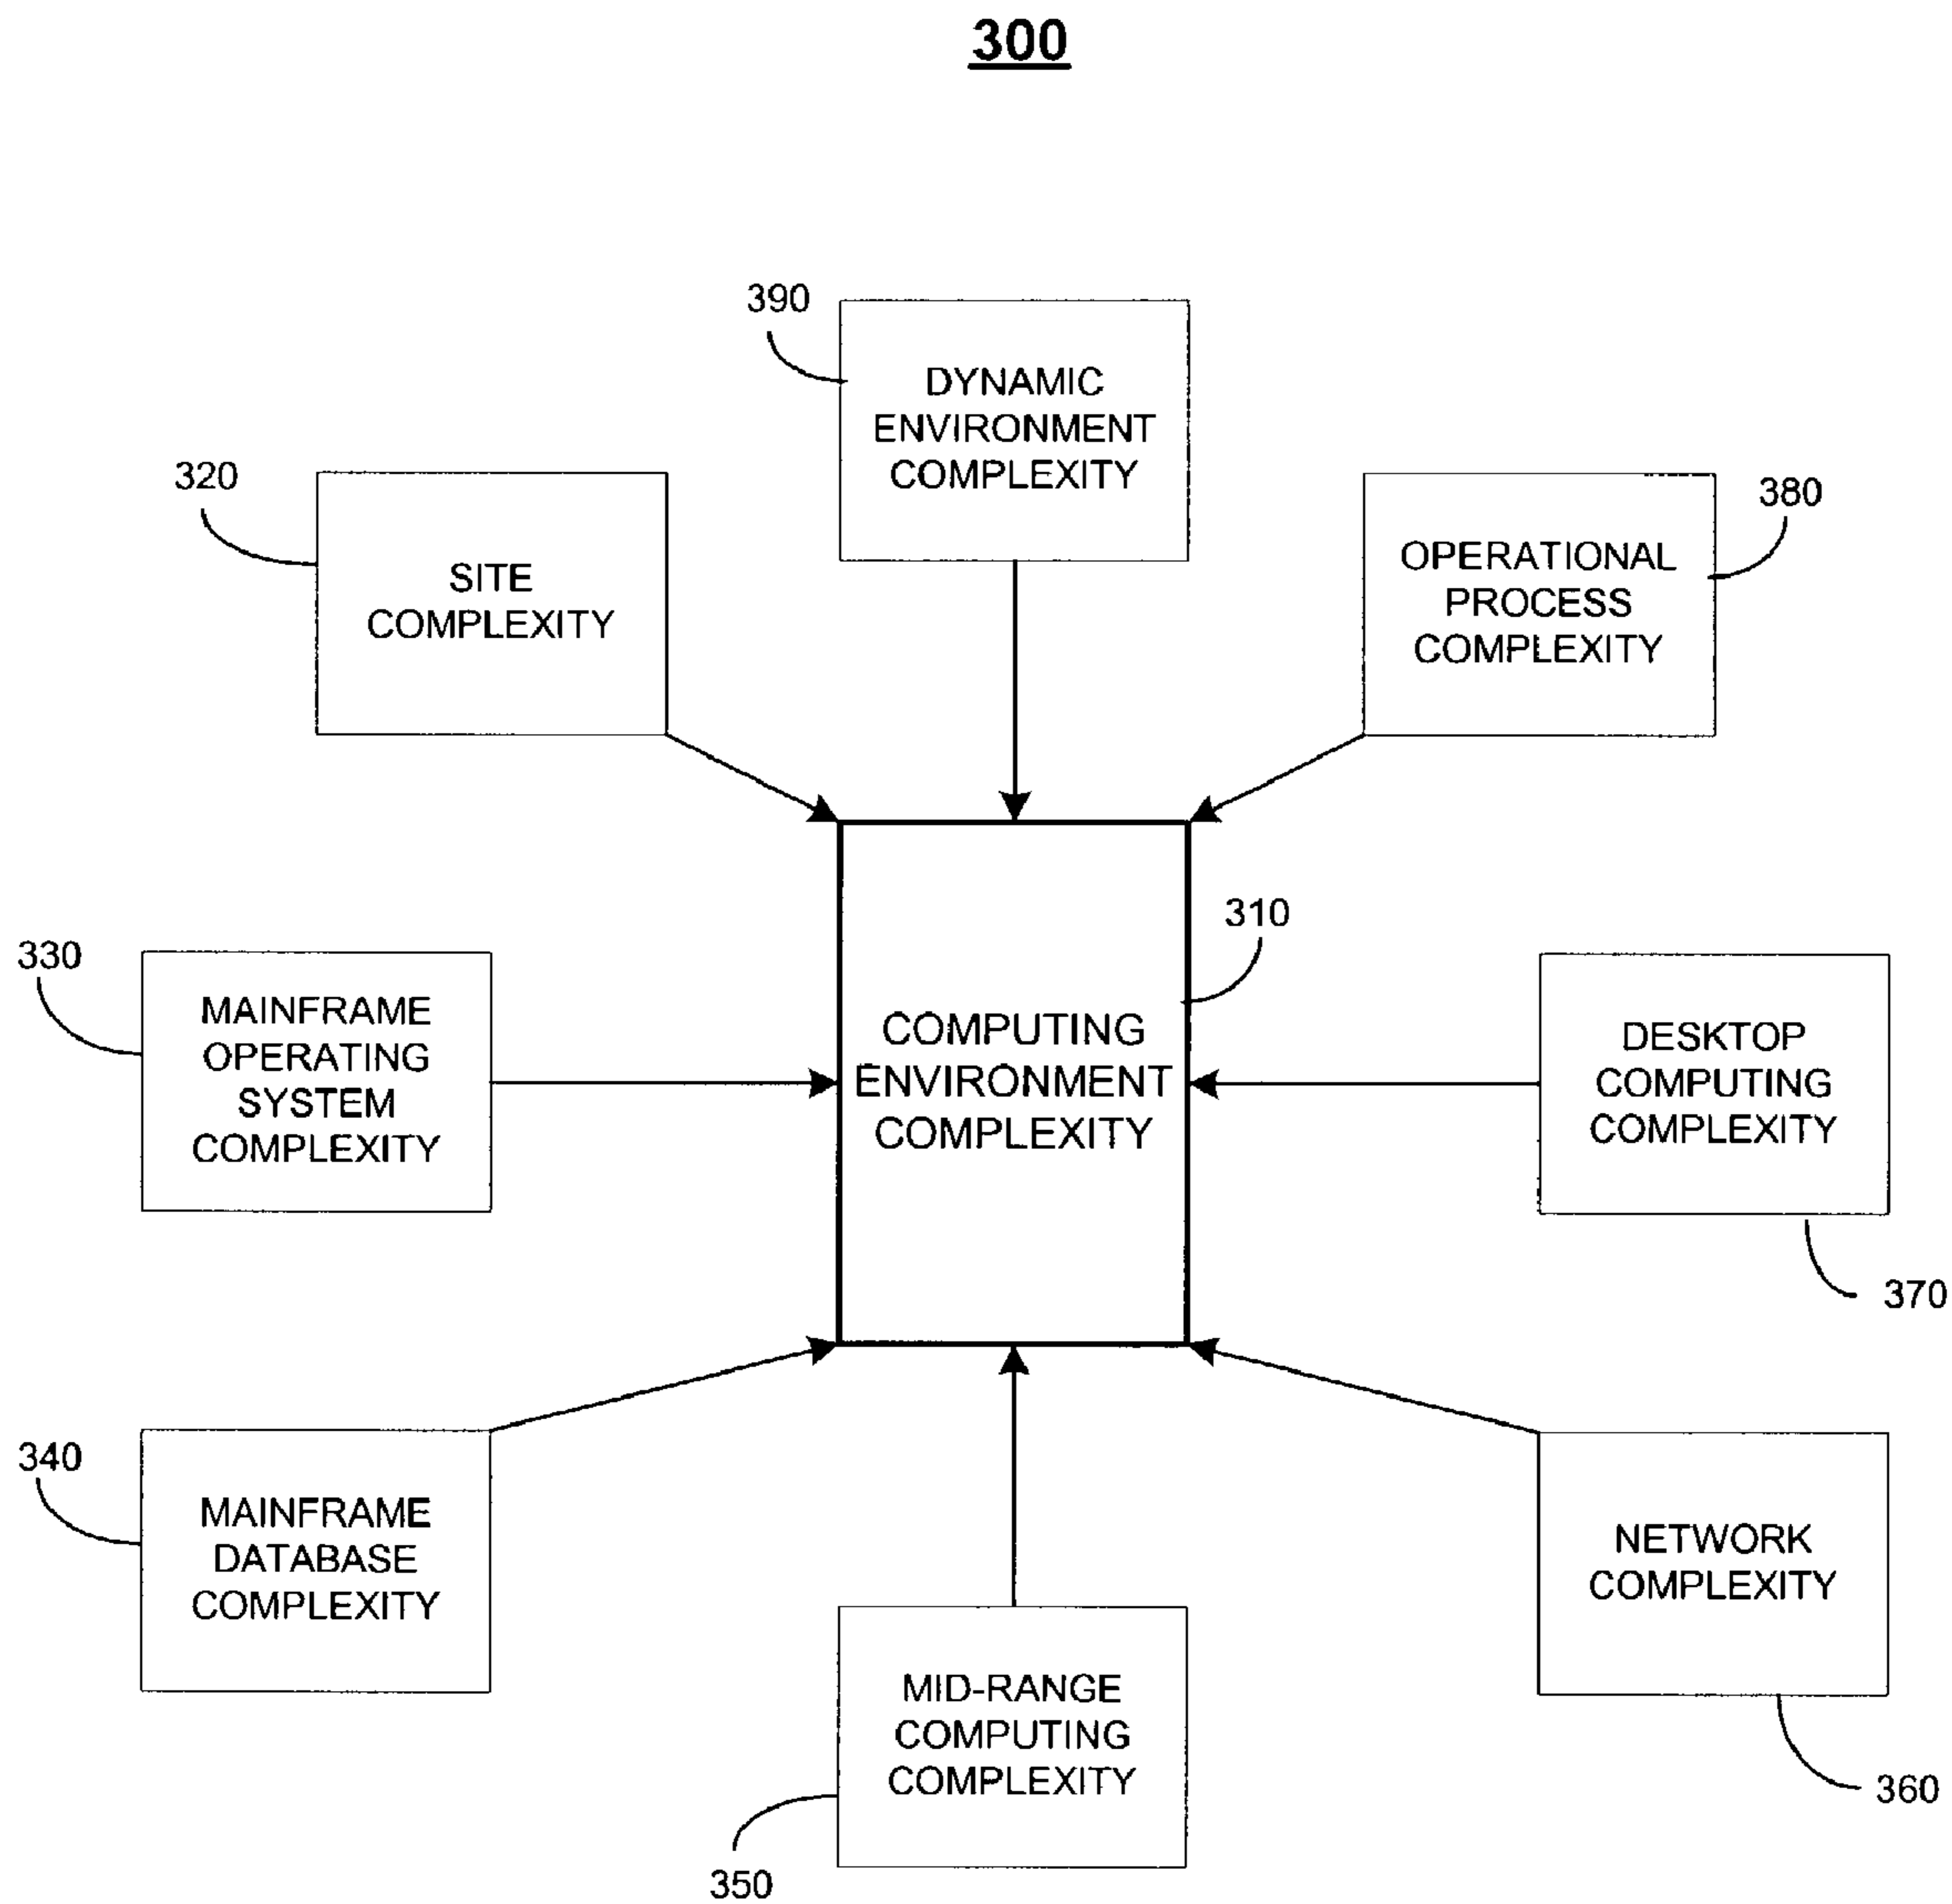 300
390
DYNAMIC
ENVIRONMENT
COMPLEXITY
320
SITE
COMPLEXITY
380
OPERATIONAL
PROCESS
COMPLEXITY
310
COMPUTING
ENVIRONMENT
COMPLEXITY
330
MAINFRAME
OPERATING
SYSTEM
COMPLEXITY
DESKTOP
COMPUTING
COMPLEXITY
370
340
MAINFRAME
DATABASE
COMPLEXITY
MID-RANGE
COMPUTING
COMPLEXITY
350
NETWORK
COMPLEXITY
360